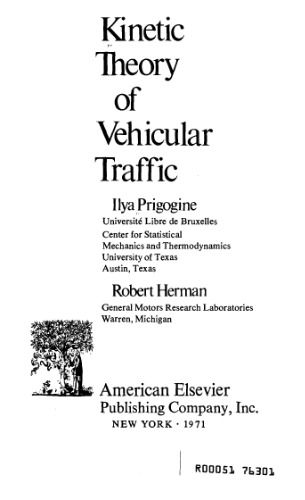 Kinetic
Theory
of
Vehicular
Traffic
Ilya Prigogine
Université Libre de Bruxelles
Center for Statistical
Mechanics and Thermodynamics
University of Texas
Austin, Texas
Robert Herman
General Motors Research Laboratories
Warren, Michigan
American Elsevier
Publishing Company, Inc.
NEW YORK · 1971
R00051 76301